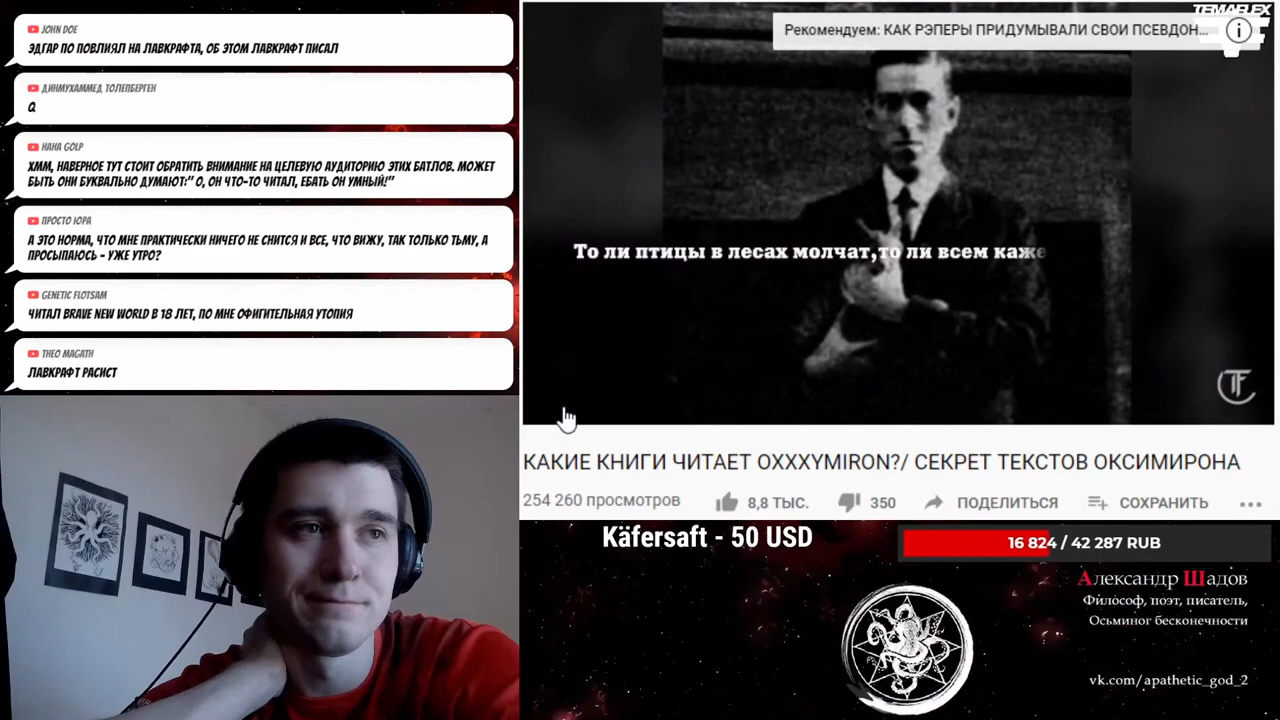 JOHN DOE
ЭДГАР ПО ПОВЛИЯЛ НА ЛАВКРАФТА, ОБ ЭТОМ ЛАВКРАФТ ПИСАЛ
ДИНМУХАММЕД ТОЛЕПБЕРГЕН
Q
НАНА GOLP
ХММ, НАВЕРНОЕ ТУТ СТОИТ ОБРАТИТЬ ВНИМАНИЕ НА ЦЕЛЕВУЮ АУДИТОРИЮ ЭТИХ БАТЛОВ. МОЖЕТ
БЫТЬ ОНИ БУКВАЛЬНО ДУМАЮТ:" О, ОН ЧТО-ТО ЧИТАЛ, ЕБАТЬ ОН УМНЫЙ!"
ПРОСТО ЮРА
А ЭТО НОРМА, ЧТО МНЕ ПРАКТИЧЕСКИ НИЧЕГО НЕ СНИТСЯ И ВСЕ, ЧТО ВИЖУ, ТАК ТОЛЬКО ТЬМУ, А
ПРОСЫПАЮСЬ - УЖЕ УТРО?
GENETIC FLOTSAM
ЧИТАЛ BRAVE NEW WORLD В 18 ЛЕТ, ПО МНЕ ОФИГИТЕЛЬНАЯ УТОПИЯ
THEO MAGATH
ЛАВКРАФТ РАСИСТ
TEMAFLEX
Рекомендуем: КАК РЭПЕРЫ ПРИДУМЫВАЛИ СВОИ ПСЕВДОН...
То ли птицы в лесах молчат,то ли всем каже
TF
КАКИЕ КНИГИ ЧИТАЕТ OXXXYMIRON?/ СЕКРЕТ ТЕКСТОВ ОКСИМИРОНА
254 260 просмотров
8,8 ТЫС.
350
ПОДЕЛИТЬСЯ
СОХРАНИТЬ
Käfersaft - 50 USD
16 824 / 42 287 RUB
Александр Шадов
Философ, поэт, писатель,
Осьминог бесконечности
vk.com/apathetic_god_2